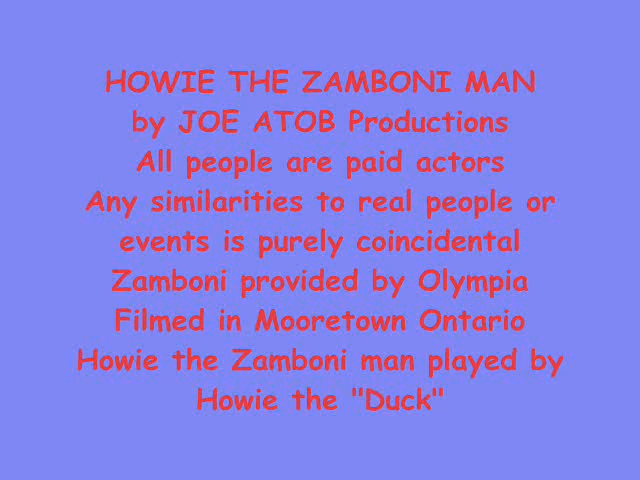 HOWIE THE ZAMBONI MAN
by JOE ATOB Productions
All people are paid actors
Any similarities to real people or
events is purely coincidental
Zamboni provided by Olympia
Filmed in Mooretown Ontario
Howie the Zamboni man played by
Howie the "Duck"